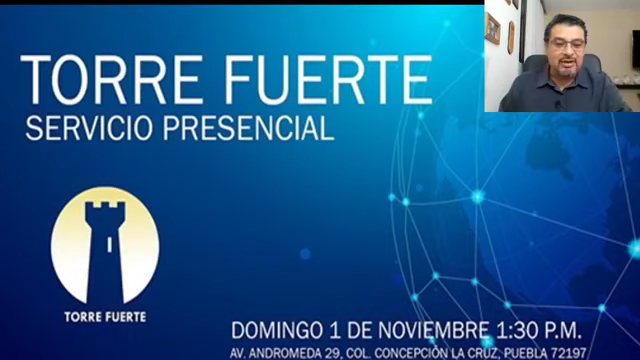 TORRE FUERTE
SERVICIO PRESENCIAL
TORRE FUERTE
DOMINGO 1 DE NOVIEMBRE 1:30 P.M.
AV. ANDROMEDA 29, COL. CONCEPCIÓN LA CRUZ, PUEBLA 72197